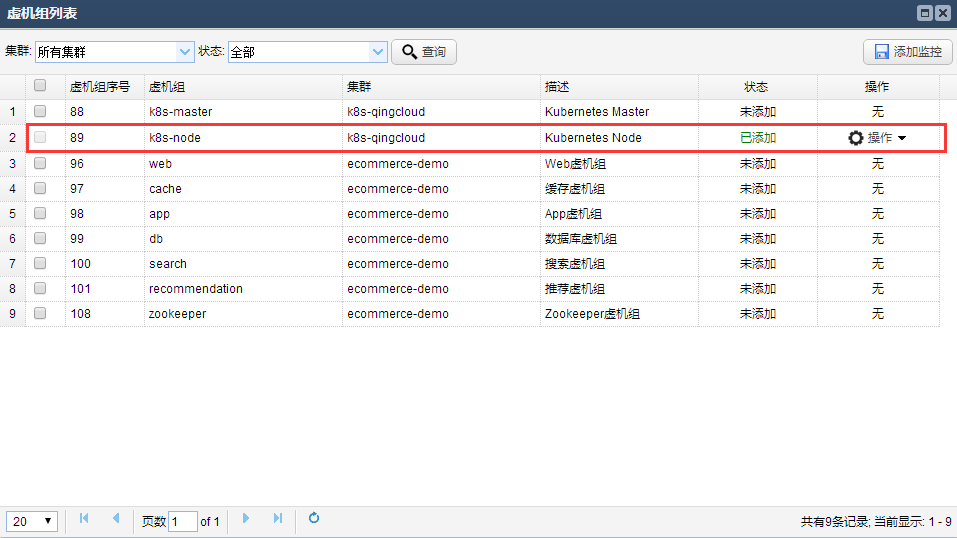 虚机组列表
集群: 所有集群 状态: 全部 查询 添加监控
虚机组序号 虚机组 集群 描述 状态 操作
1 88 k8s-master k8s-qingcloud Kubernetes Master 未添加 无
2 89 k8s-node k8s-qingcloud Kubernetes Node 已添加 操作
3 96 web ecommerce-demo Web虚机组 未添加 无
4 97 cache ecommerce-demo 缓存虚机组 未添加 无
5 98 app ecommerce-demo App虚机组 未添加 无
6 99 db ecommerce-demo 数据库虚机组 未添加 无
7 100 search ecommerce-demo 搜索虚机组 未添加 无
8 101 recommendation ecommerce-demo 推荐虚机组 未添加 无
9 108 zookeeper ecommerce-demo Zookeeper虚机组 未添加 无
20 页数 1 of 1 共有9条记录; 当前显示: 1 - 9